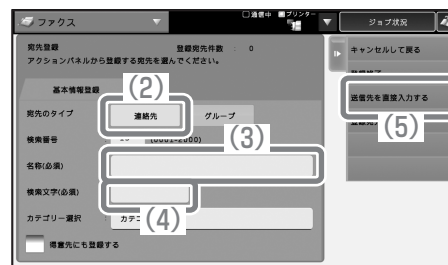 ファクス
通信中
プリンター
ジョブ状況
宛先登録
登録宛先件数 : 0
アクションパネルから登録する宛先を選んでください。
キャンセルして戻る
基本情報登録
(2)
送信先を直接入力する
宛先のタイプ
連絡先
グループ
(3)
(5)
検索番号
(0001-2000)
名称(必須)
検索文字(必須)
(4)
カテゴリー選択
得意先にも登録する